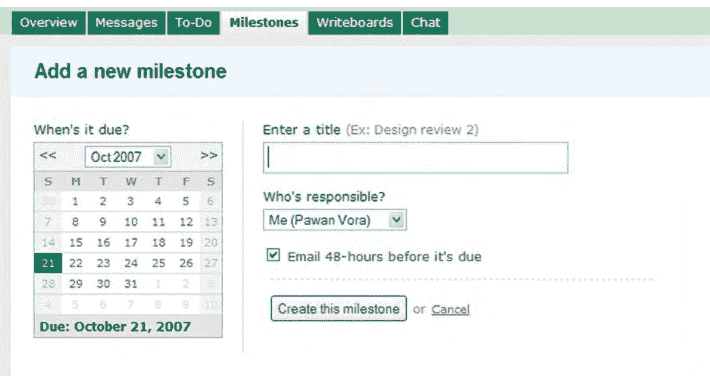 Overview Messages To-Do Milestones Writeboards Chat
Add a new milestone
When's it due?
<< Oct 2007 >>
S M T W T F S
30 1 2 3 4 5 6
7 8 9 10 11 12 13
14 15 16 17 18 19 20
21 22 23 24 25 26 27
28 29 30 31 1 2 3
4 5 6 7 8 9 10
Due: October 21, 2007
Enter a title (Ex: Design review 2)
Who's responsible?
Me (Pawan Vora)
Email 48-hours before it's due
Create this milestone or Cancel